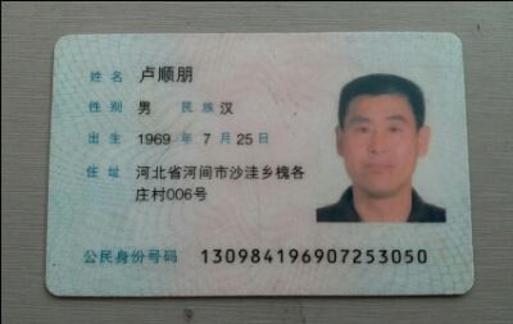 姓名 卢顺朋
性别 男 民族 汉
出生 1969 年 7 月 25 日
住址 河北省河间市沙洼乡槐各
庄村006号
公民身份号码 130984196907253050